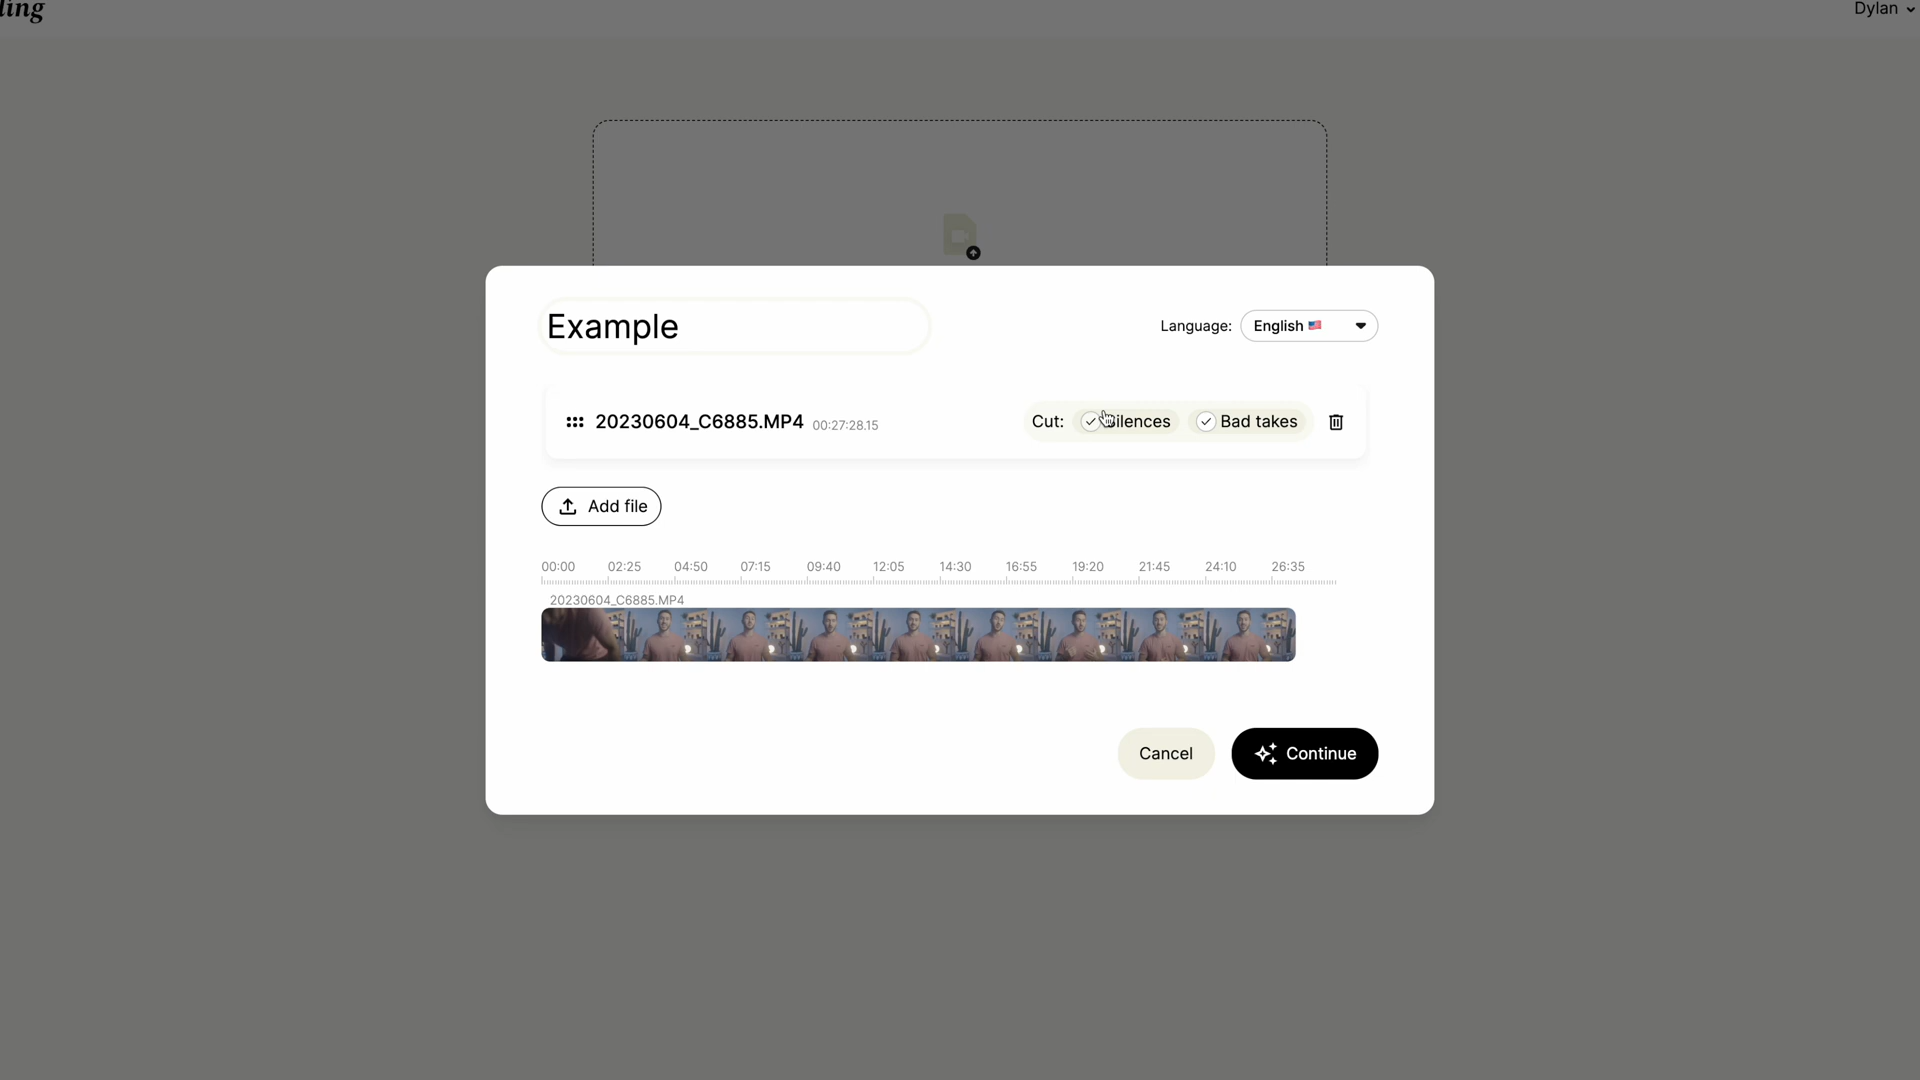 ling
Dylan
Example
Language: English
20230604_C6885.MP4 00:27:28.15
Cut: Silences Bad takes
Add file
00:00 02:25 04:50 07:15 09:40 12:05 14:30 16:55 19:20 21:45 24:10 26:35
20230604_C6885.MP4
Cancel Continue